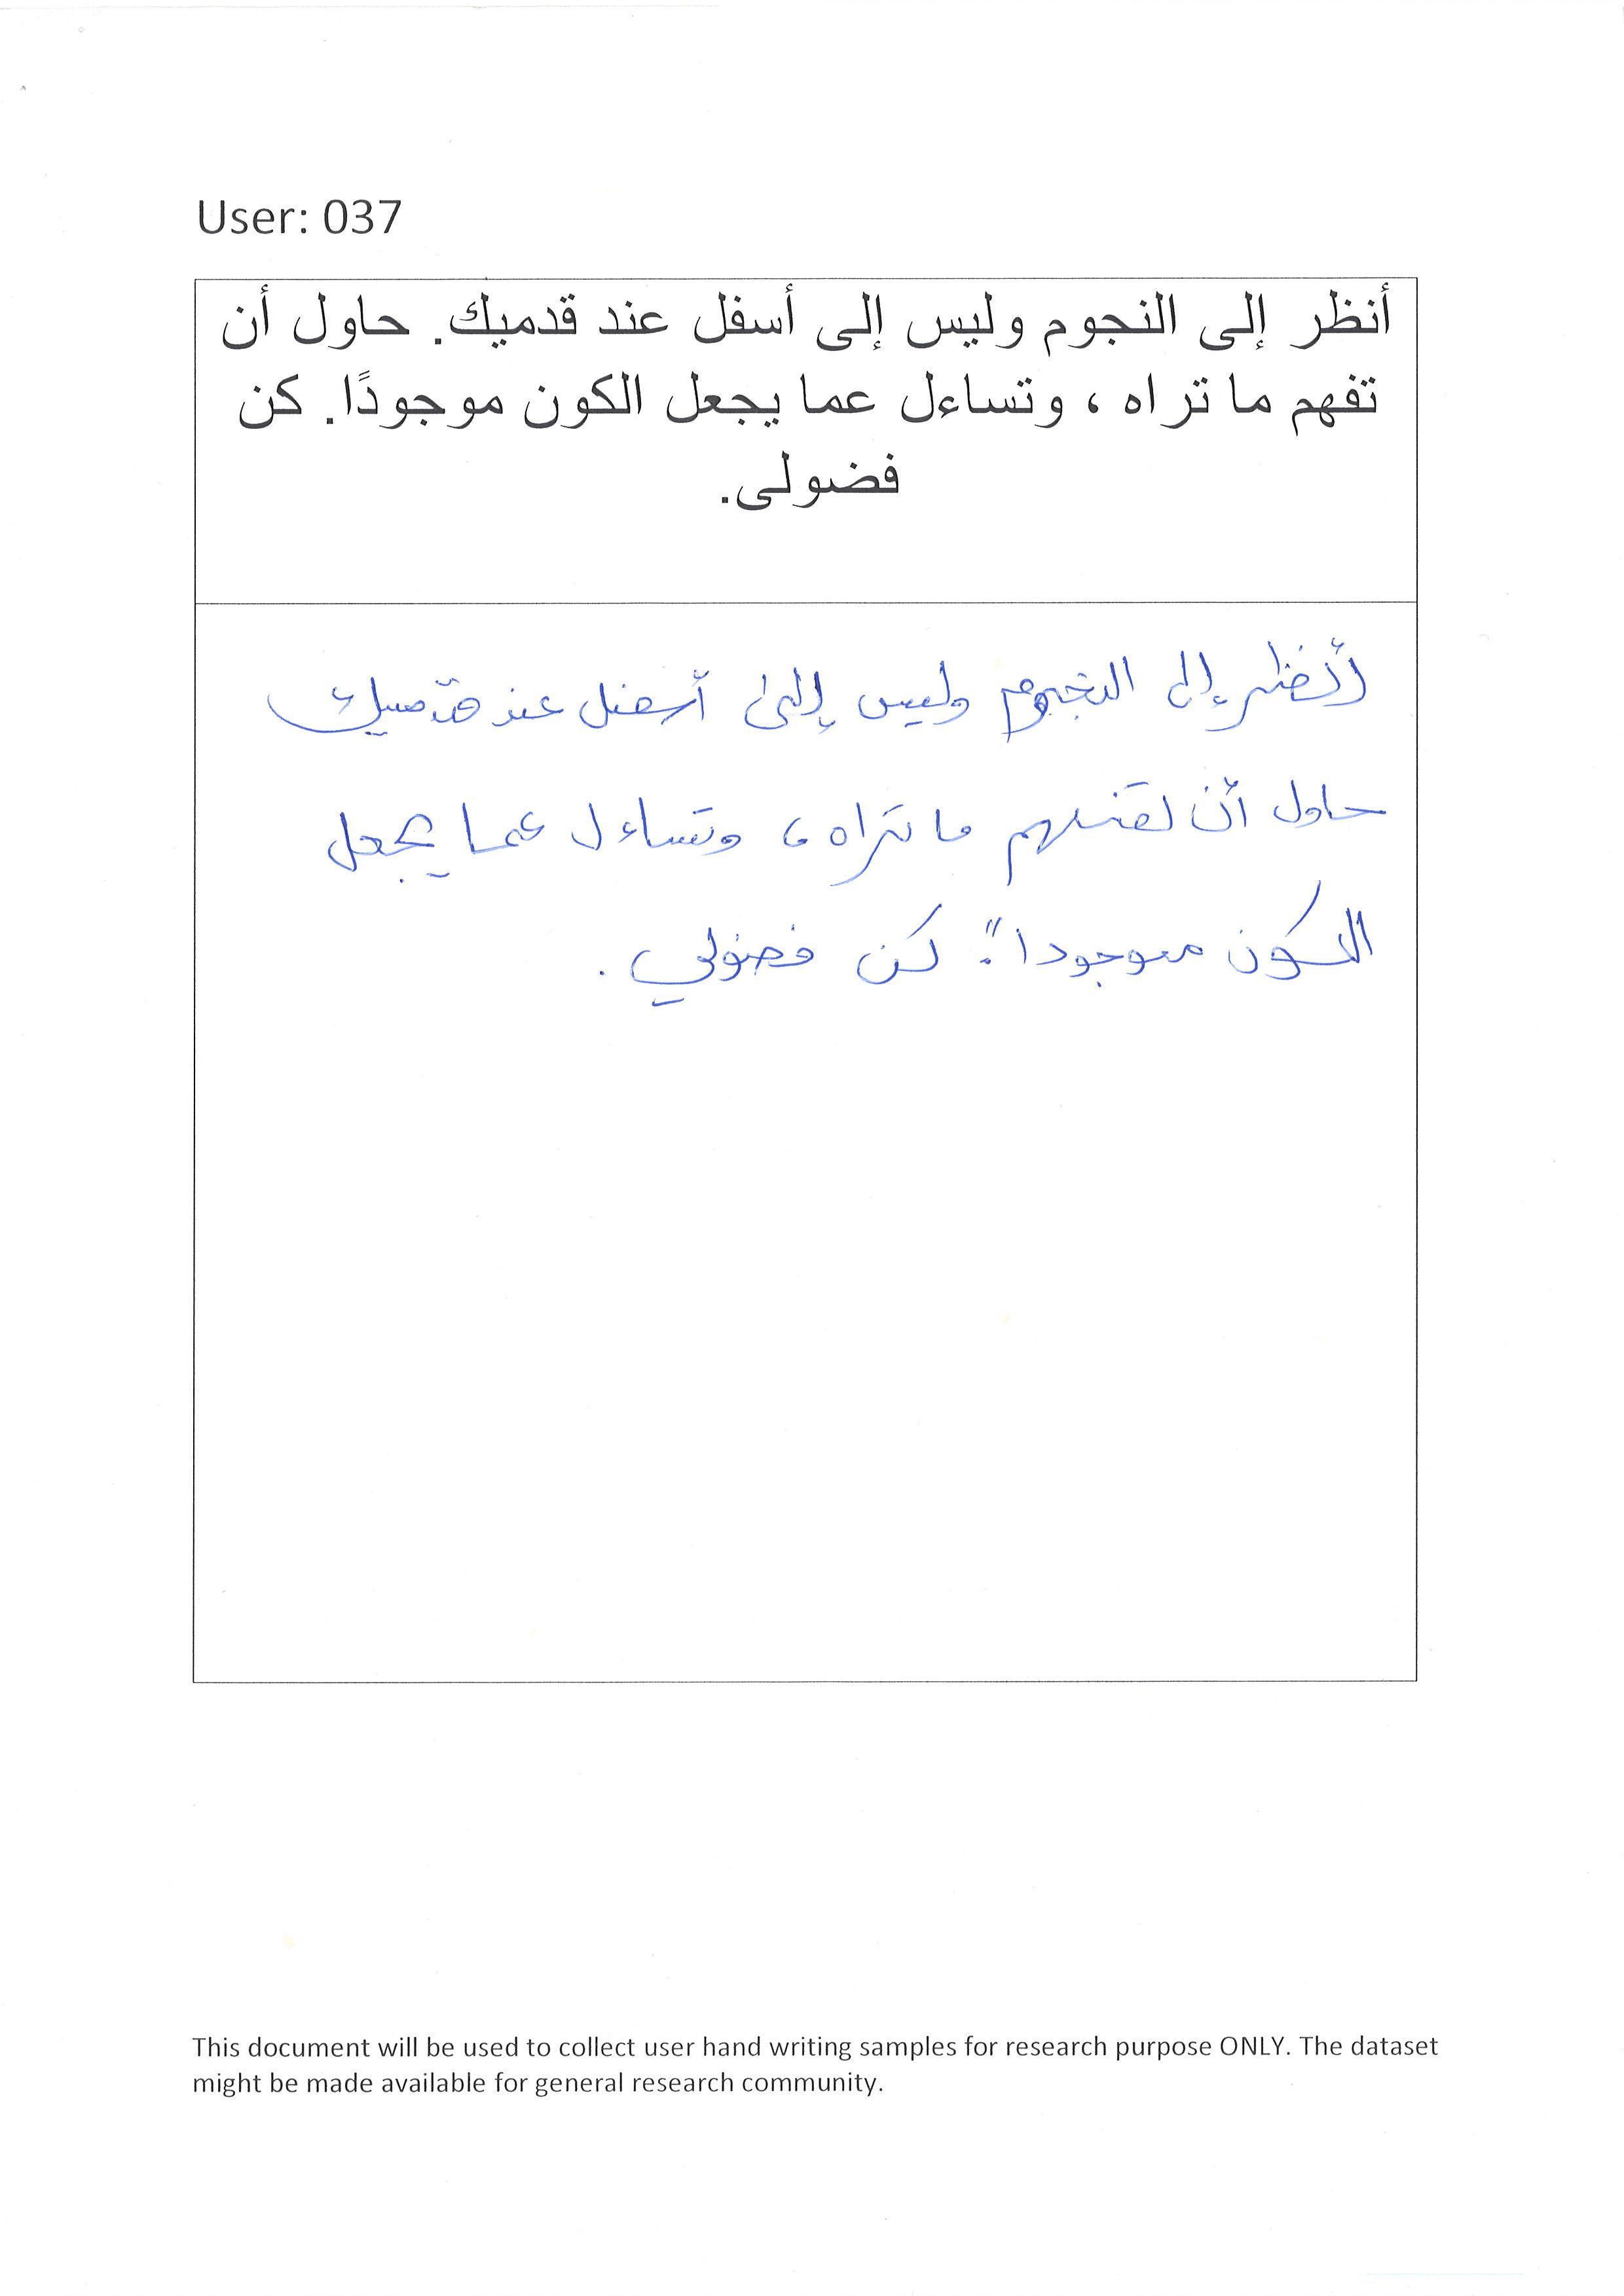 User: 037
أنظر إلى النجوم وليس إلى أسفل عند قدميك. حاول أن
تفهم ما تراه ، وتساءل عما يجعل الكون موجودًا. كن
فضولى.
أنظر إلى النجوم وليس إلى أسفل عند قدميك
حاول أن تفهم ما تراه، وتساءل عما يجعل
الكون موجوداً. كن فضولي.
This document will be used to collect user hand writing samples for research purpose ONLY. The dataset
might be made available for general research community.